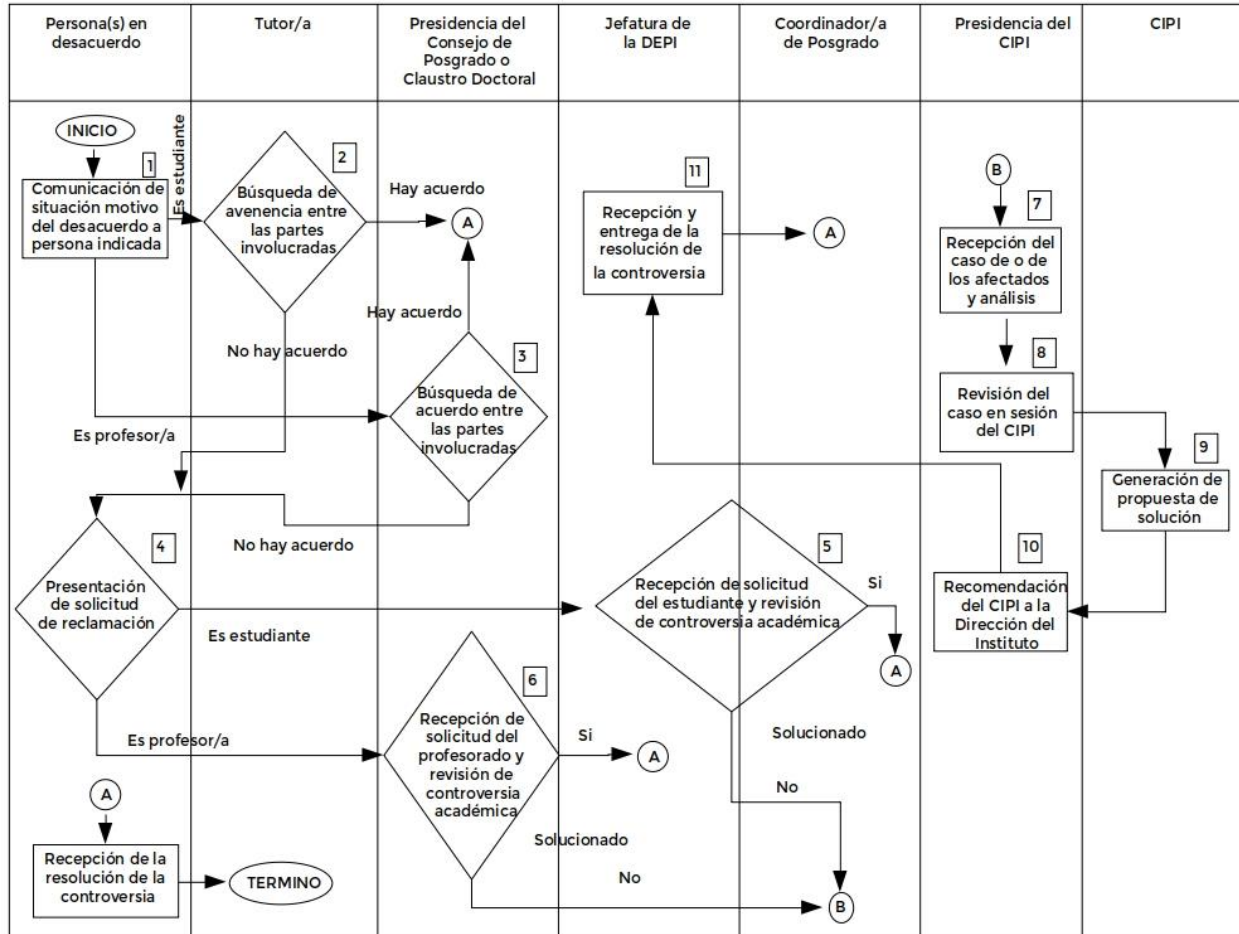 Persona(s) en
desacuerdo
Tutor/a
Presidencia del
Consejo de
Posgrado o
Claustro Doctoral
Jefatura de
la DEPI
Coordinador/a
de Posgrado
Presidencia del
CIPI
CIPI
INICIO
1
Comunicación de
situación motivo
del desacuerdo a
persona indicada
Es estudiante
2
Búsqueda de
avenencia entre
las partes
involucradas
Hay acuerdo
A
Hay acuerdo
No hay acuerdo
3
Búsqueda de
acuerdo entre
las partes
involucradas
Es profesor/a
No hay acuerdo
4
Presentación
de solicitud
de reclamación
Es estudiante
Es profesor/a
5
Recepción de solicitud
del estudiante y revisión
de controversia académica
Si
A
Solucionado
No
6
Recepción de
solicitud del
profesorado y
revisión de
controversia
académica
Si
A
Solucionado
No
B
B
7
Recepción del
caso de o de
los afectados
y análisis
8
Revisión del
caso en sesión
del CIPI
9
Generación de
propuesta de
solución
10
Recomendación
del CIPI a la
Dirección del
Instituto
11
Recepción y
entrega de la
resolución de
la controversia
A
A
Recepción de la
resolución de la
controversia
TERMINO